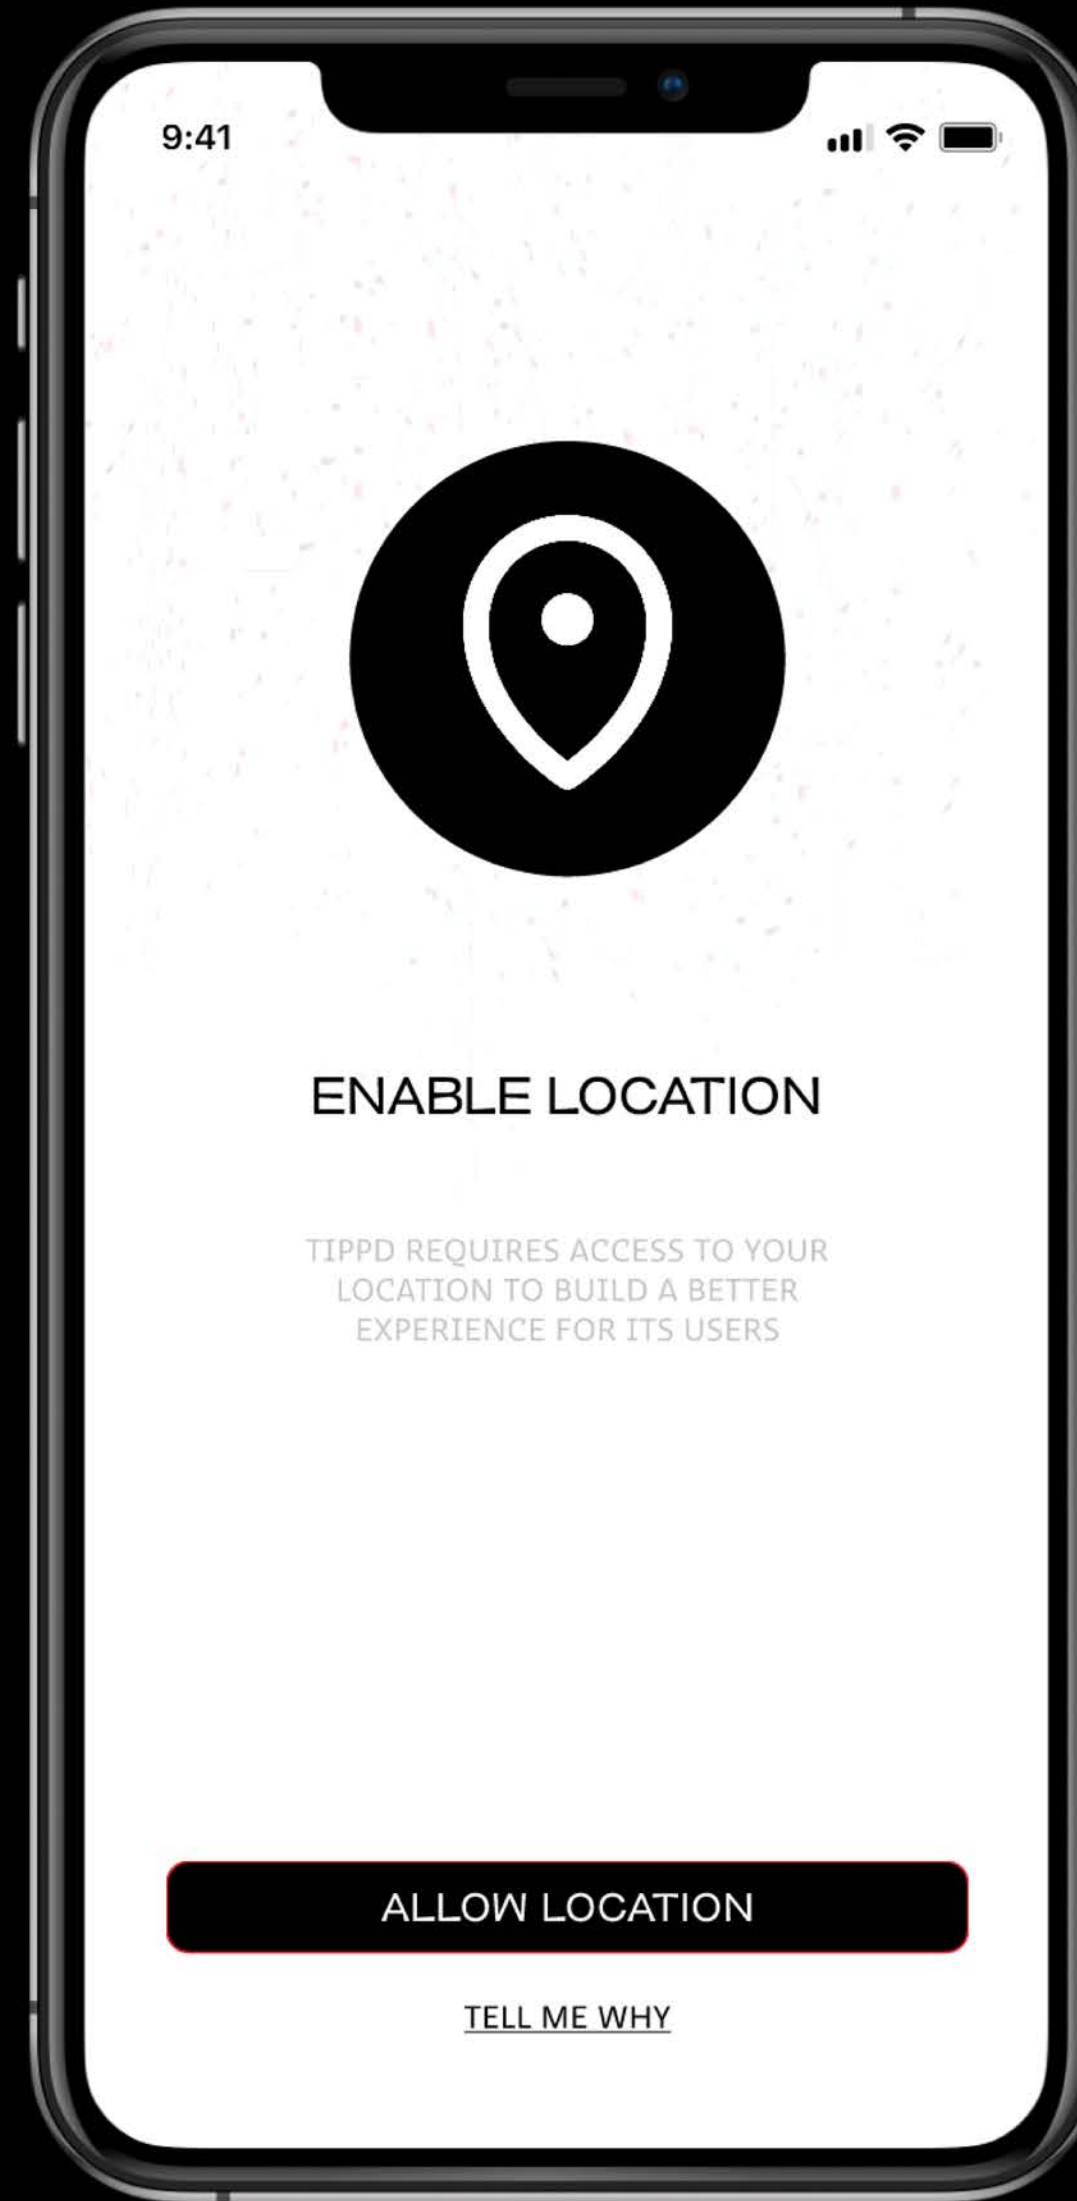 9:41
ENABLE LOCATION
TIPPD REQUIRES ACCESS TO YOUR
LOCATION TO BUILD A BETTER
EXPERIENCE FOR ITS USERS
ALLOW LOCATION
TELL ME WHY